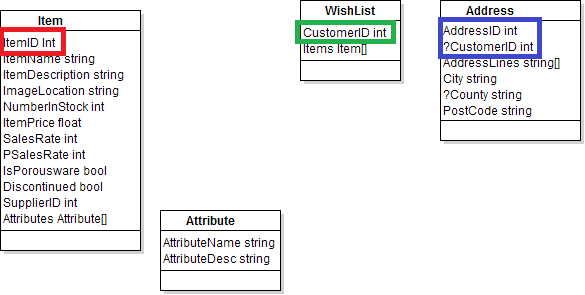 Item
ItemID Int
ItemName string
ItemDescription string
ImageLocation string
NumberInStock int
ItemPrice float
SalesRate int
PSalesRate int
IsPorousware bool
Discontinued bool
SupplierID int
Attributes Attribute[]
Attribute
AttributeName string
AttributeDesc string
WishList
CustomerID int
Items Item[]
Address
AddressID int
?CustomerID int
AddressLines string[]
City string
?County string
PostCode string